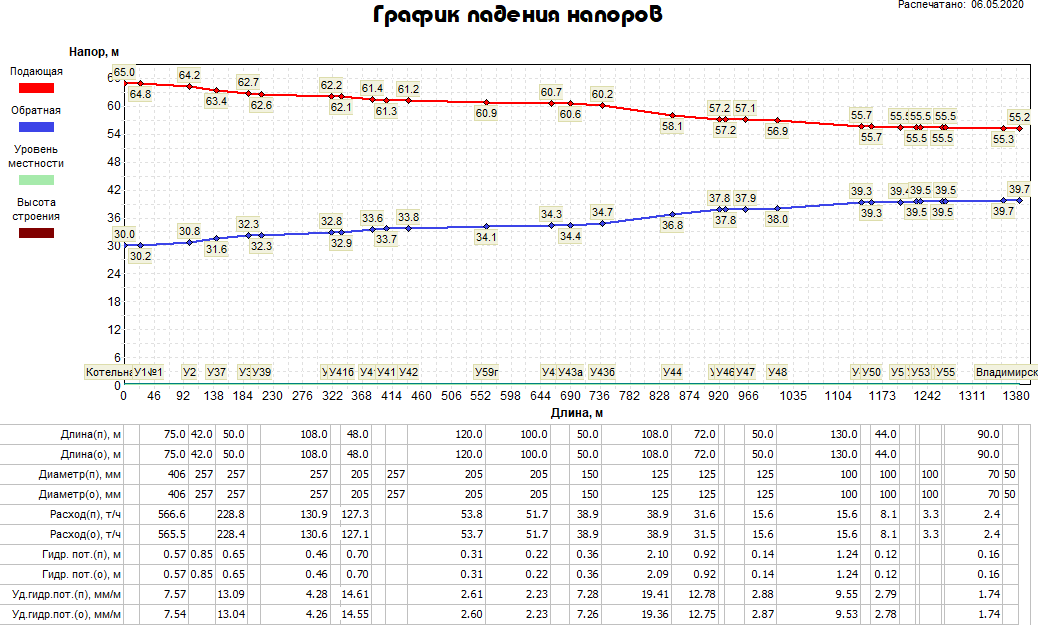 Распечатано: 06.05.2020
График падения напоров
Напор, м
Подающая
Обратная
Уровень
местности
Высота
строения
60
54
48
42
36
30
24
18
12
6
0
65.0 64.2 62.7 62.2 61.4 61.2 60.7 60.2 57.2 57.1 55.7 55.5 55.5 55.2
64.8 63.4 62.6 62.1 61.3 60.9 60.6 58.1 57.2 56.9 55.7 55.5 55.5 55.3
30.0 30.8 32.3 32.8 33.6 33.8 34.3 34.7 37.8 37.9 39.3 39.4 39.5 39.5 39.7
30.2 31.6 32.3 32.9 33.7 34.1 34.4 36.8 37.8 38.0 39.3 39.5 39.5 39.7
Котельна У1 №1 У2 У37 У39 У41б У41 У42 У59г У43а У43б У44 У46 У47 У48 У50 У53 У55 Владимирск
0 46 92 138 184 230 276 322 368 414 460 506 552 598 644 690 736 782 828 874 920 966 1035 1104 1173 1242 1311 1380
Длина, м
Длина(п), м 75.0 42.0 50.0 108.0 48.0 120.0 100.0 50.0 108.0 72.0 50.0 130.0 44.0 90.0
Длина(о), м 75.0 42.0 50.0 108.0 48.0 120.0 100.0 50.0 108.0 72.0 50.0 130.0 44.0 90.0
Диаметр(п), мм 406 257 257 257 205 257 205 205 150 125 125 125 100 100 100 70 50
Диаметр(о), мм 406 257 257 257 205 257 205 205 150 125 125 125 100 100 100 70 50
Расход(п), т/ч 566.6 228.8 130.9 127.3 53.8 51.7 38.9 38.9 31.6 15.6 15.6 8.1 3.3 2.4
Расход(о), т/ч 565.5 228.4 130.6 127.1 53.7 51.7 38.9 38.9 31.5 15.6 15.6 8.1 3.3 2.4
Гидр. пот.(п), м 0.57 0.85 0.65 0.46 0.70 0.31 0.22 0.36 2.10 0.92 0.14 1.24 0.12 0.16
Гидр. пот.(о), м 0.57 0.85 0.65 0.46 0.70 0.31 0.22 0.36 2.09 0.92 0.14 1.24 0.12 0.16
Уд.гидр.пот.(п), мм/м 7.57 13.09 4.28 14.61 2.61 2.23 7.28 19.41 12.78 2.88 9.55 2.79 1.74
Уд.гидр.пот.(о), мм/м 7.54 13.04 4.26 14.55 2.60 2.23 7.26 19.36 12.75 2.87 9.53 2.78 1.74